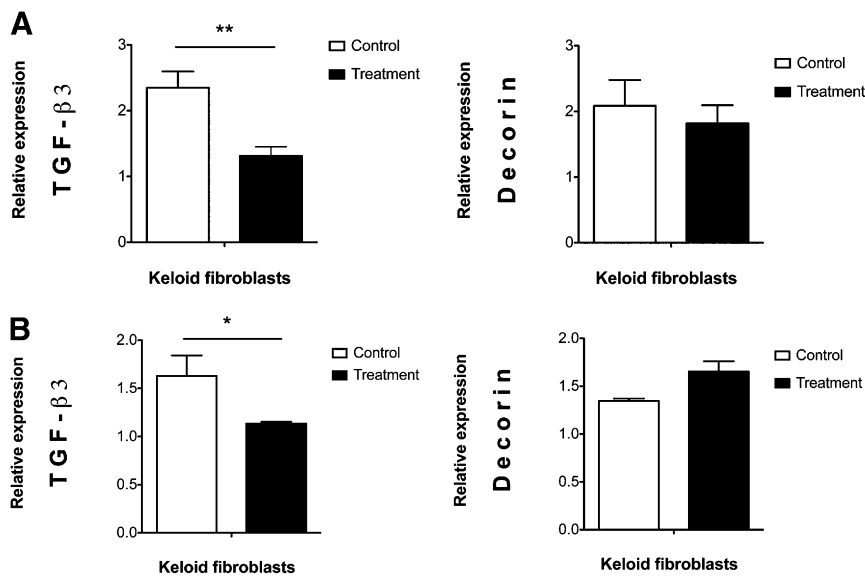 A
Relative expression
TGF-β3
3
2
1
0
**
Control
Treatment
Keloid fibroblasts
Relative expression
Decorin
3
2
1
0
Control
Treatment
Keloid fibroblasts
B
Relative expression
TGF-β3
2.0
1.5
1.0
0.5
0.0
*
Control
Treatment
Keloid fibroblasts
Relative expression
Decorin
2.0
1.5
1.0
0.5
0.0
Control
Treatment
Keloid fibroblasts